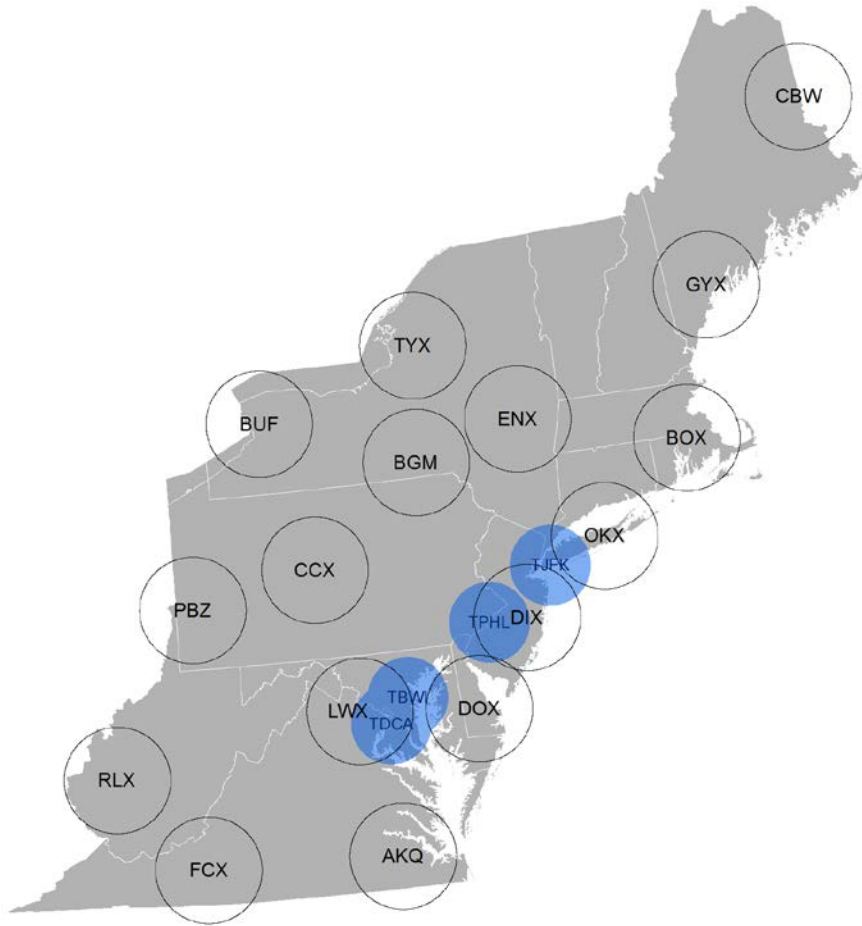 CBW
GYX
TYX
ENX
BUF
BOX
BGM
OKX
TJFK
CCX
PBZ
DIX
TPHL
TBWI
LWX
DOX
TDCA
RLX
AKQ
FCX